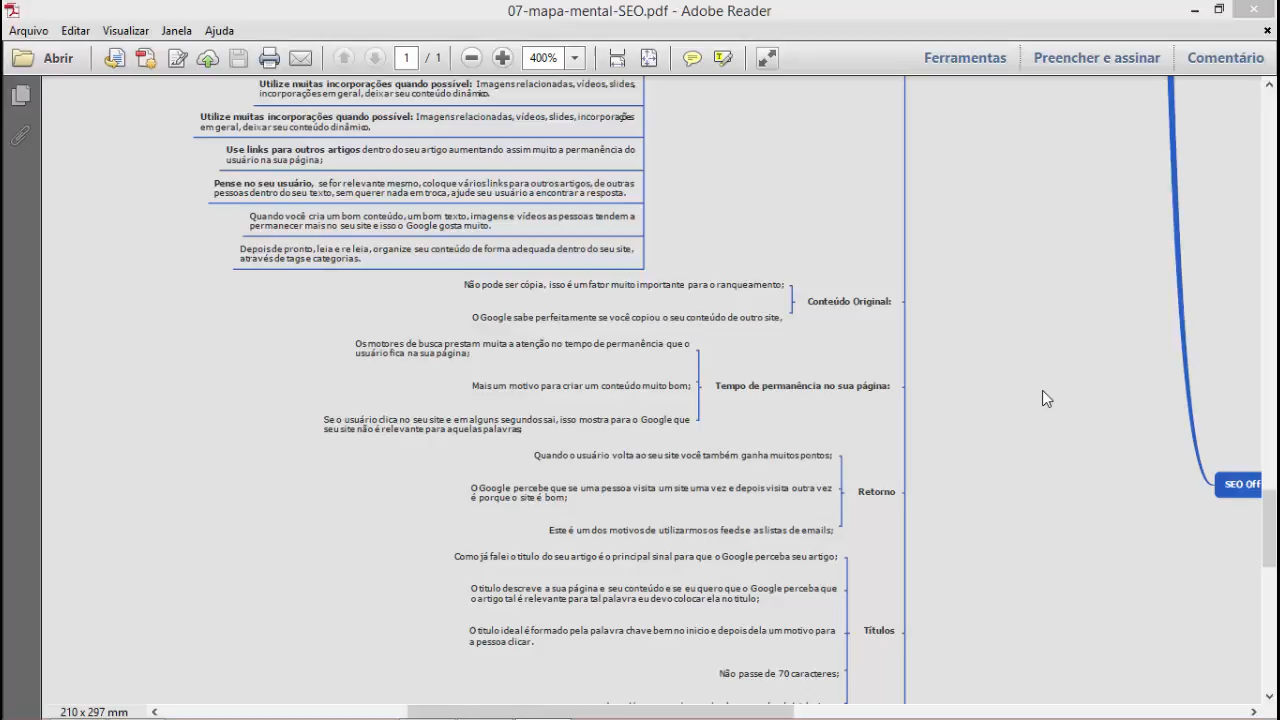 07-mapa-mental-SEO.pdf - Adobe Reader
Arquivo Editar Visualizar Janela Ajuda
Abrir 1 / 1 400% Ferramentas Preencher e assinar Comentário
Utilize muitas incorporações quando possível: Imagens relacionadas, vídeos, slides,
incorporações em geral, deixar seu conteúdo dinâmico.
Utilize muitas incorporações quando possível: Imagens relacionadas, vídeos, slides, incorporações
em geral, deixar seu conteúdo dinâmico.
Use links para outros artigos dentro do seu artigo aumentando assim muito a permanência do
usuário na sua página;
Pense no seu usuário, se for relevante mesmo, coloque vários links para outros artigos, de outras
pessoas dentro do seu texto, sem querer nada em troca, ajude seu usuário a encontrar a resposta.
Quando você cria um bom conteúdo, um bom texto. imagens e vídeos as pessoas tendem a
permanecer mais no seu site e isso o Google gosta muito.
Depois de pronto, leia e re leia, organize seu conteúdo de forma adequada dentro do seu site,
através de tags e categorias.
Não pode ser cópia, isso é um fator muito importante para o ranqueamento;
Conteúdo Original:
O Google sabe perfeitamente se você copiou o seu conteúdo de outro site,
Os motores de busca prestam muita a atenção no tempo de permanência que o
usuário fica na sua página;
Mais um motivo para criar um conteúdo muito bom;
Tempo de permanência no sua página:
Se o usuário clica no seu site e em alguns segundos sai, isso mostra para o Google que
seu site não é relevante para aquelas palavras;
Quando o usuário volta ao seu site você também ganha muitos pontos;
O Google percebe que se uma pessoa visita um site uma vez e depois visita outra vez
é porque o site é bom;
Retorno
Este é um dos motivos de utilizarmos os feeds e as listas de emails;
SEO Off
Como já falei o titulo do seu artigo é o principal sinal para que o Google perceba seu artigo;
O titulo descreve a sua página e seu conteúdo e se eu quero que o Google perceba que
o artigo tal é relevante para tal palavra eu devo colocar ela no titulo;
O titulo ideal é formado pela palavra chave bem no inicio e depois dela um motivo para
a pessoa clicar.
Títulos
Não passe de 70 caracteres;
210 x 297 mm